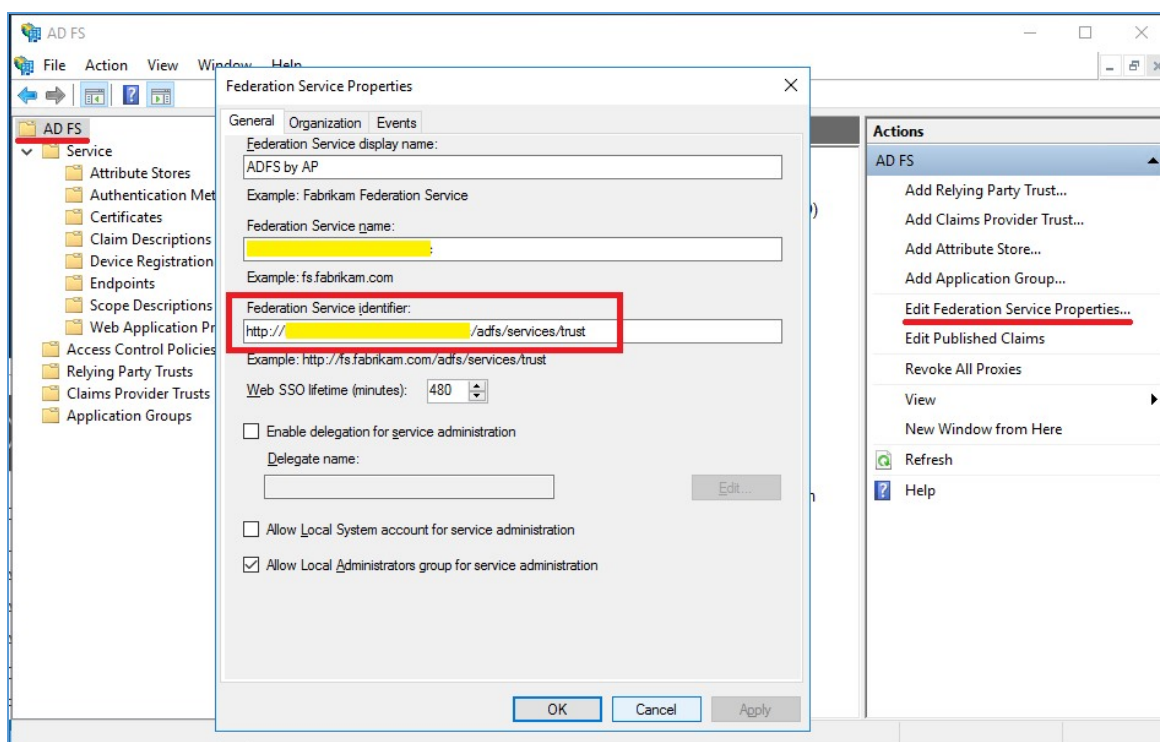 AD FS
File Action View Window Help
AD FS
Service
Attribute Stores
Authentication Met
Certificates
Claim Descriptions
Device Registration
Endpoints
Scope Descriptions
Web Application Pr
Access Control Policies
Relying Party Trusts
Claims Provider Trusts
Application Groups
Federation Service Properties
General Organization Events
Federation Service display name:
ADFS by AP
Example: Fabrikam Federation Service
Federation Service name:
Example: fs.fabrikam.com
Federation Service identifier:
http:// /adfs/services/trust
Example: http://fs.fabrikam.com/adfs/services/trust
Web SSO lifetime (minutes): 480
Enable delegation for service administration
Delegate name:
Edit...
Allow Local System account for service administration
Allow Local Administrators group for service administration
OK Cancel Apply
Actions
AD FS
Add Relying Party Trust...
Add Claims Provider Trust...
Add Attribute Store...
Add Application Group...
Edit Federation Service Properties...
Edit Published Claims
Revoke All Proxies
View
New Window from Here
Refresh
Help